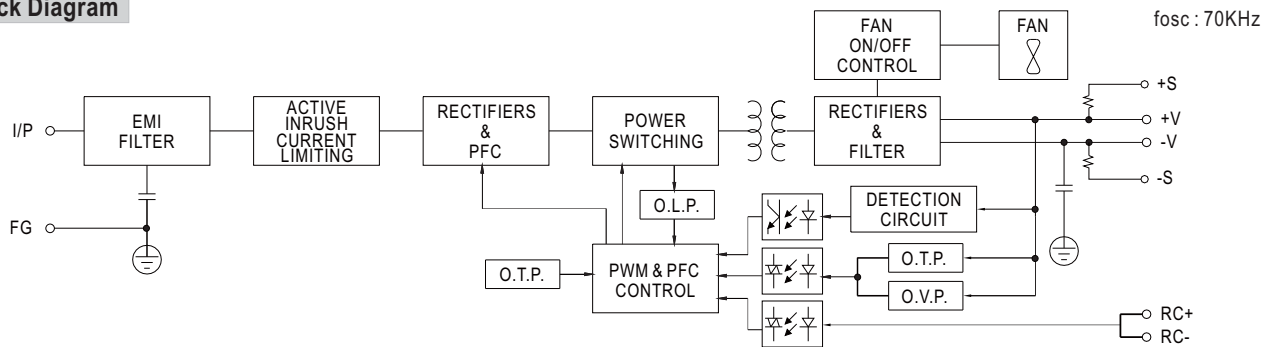 ck Diagram
fosc : 70KHz
FAN
ON/OFF
CONTROL
FAN
I/P
EMI
FILTER
ACTIVE
INRUSH
CURRENT
LIMITING
RECTIFIERS
&
PFC
POWER
SWITCHING
RECTIFIERS
&
FILTER
+S
+V
-V
-S
FG
O.L.P.
DETECTION
CIRCUIT
O.T.P.
PWM & PFC
CONTROL
O.T.P.
O.V.P.
RC+
RC-